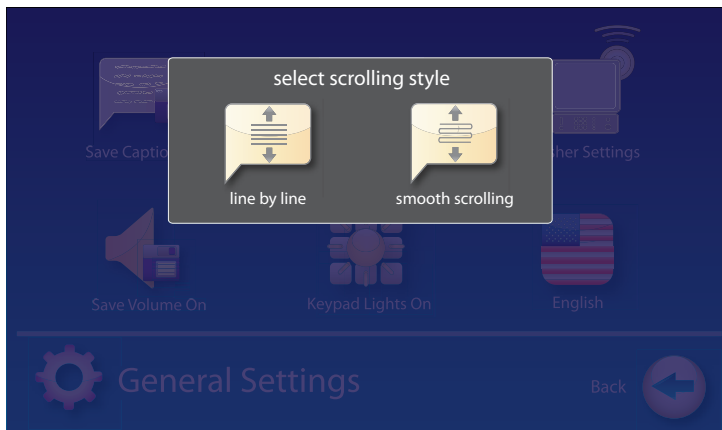 select scrolling style
line by line
smooth scrolling
Save Captio
sher Settings
Save Volume On
Keypad Lights On
English
General Settings
Back